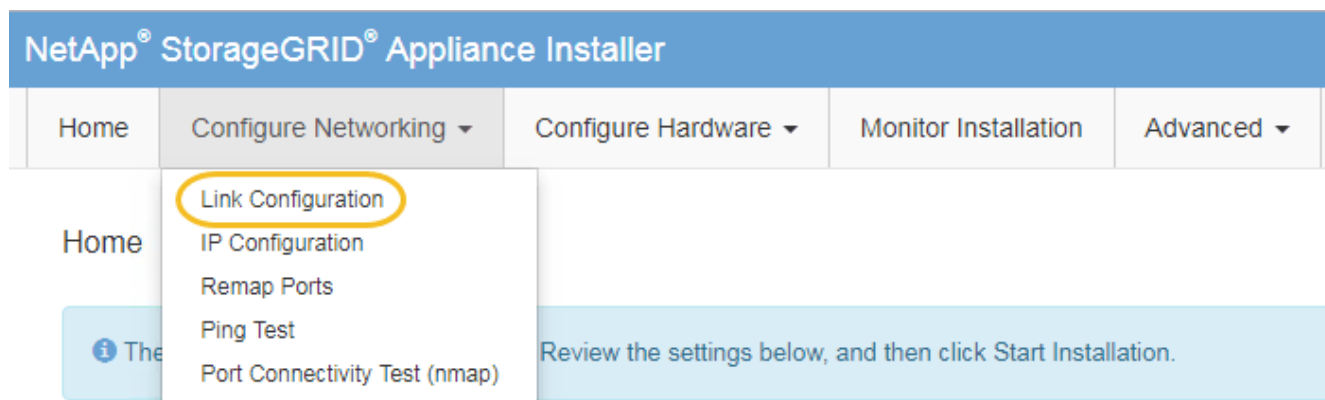 NetApp® StorageGRID® Appliance Installer
Home Configure Networking Configure Hardware Monitor Installation Advanced
Link Configuration
Home
IP Configuration
Remap Ports
Ping Test
The Review the settings below, and then click Start Installation.
Port Connectivity Test (nmap)